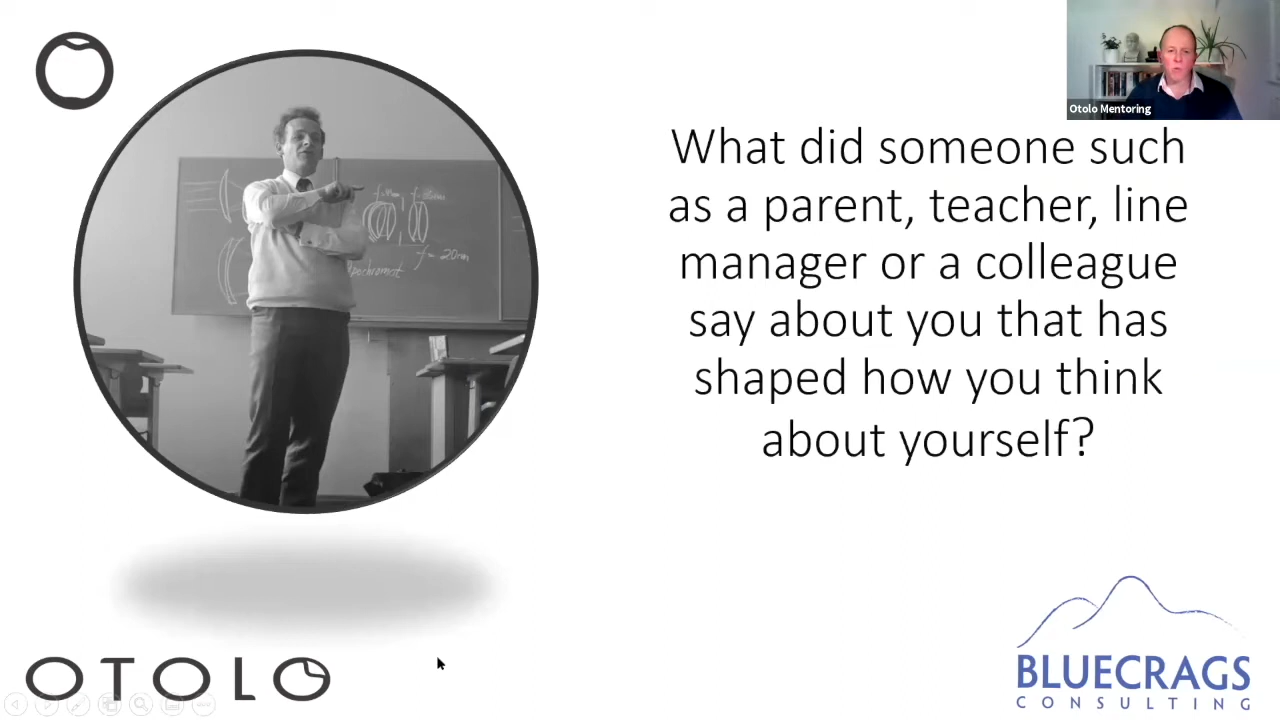 Otolo Mentoring
What did someone such
as a parent, teacher, line
manager or a colleague
say about you that has
shaped how you think
about yourself?
f = 20cm
OTOLO
BLUECRAGS
CONSULTING